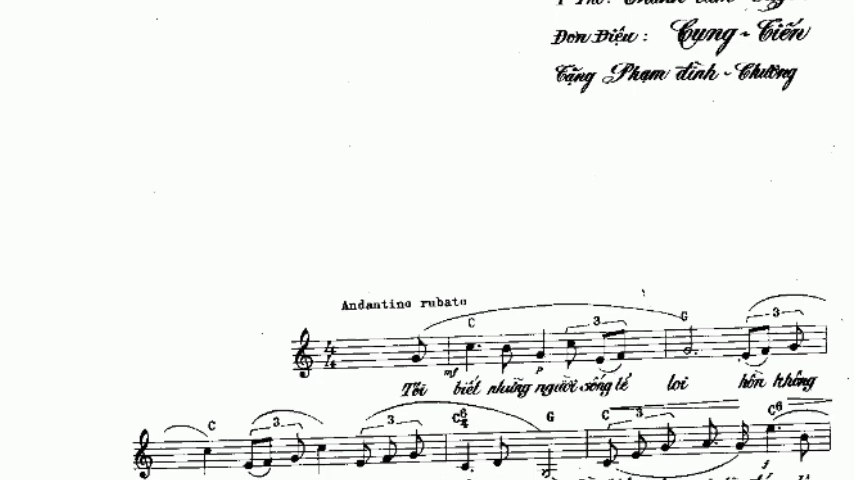 Đơn Điệu : Cung - Tiến
Tặng Phạm đình - Chương
Andantino rubato
C G 3 3
mf p
Tôi biết những người sống lẻ loi hồn không
C 3 3 C6/4 G C 3 C6
f